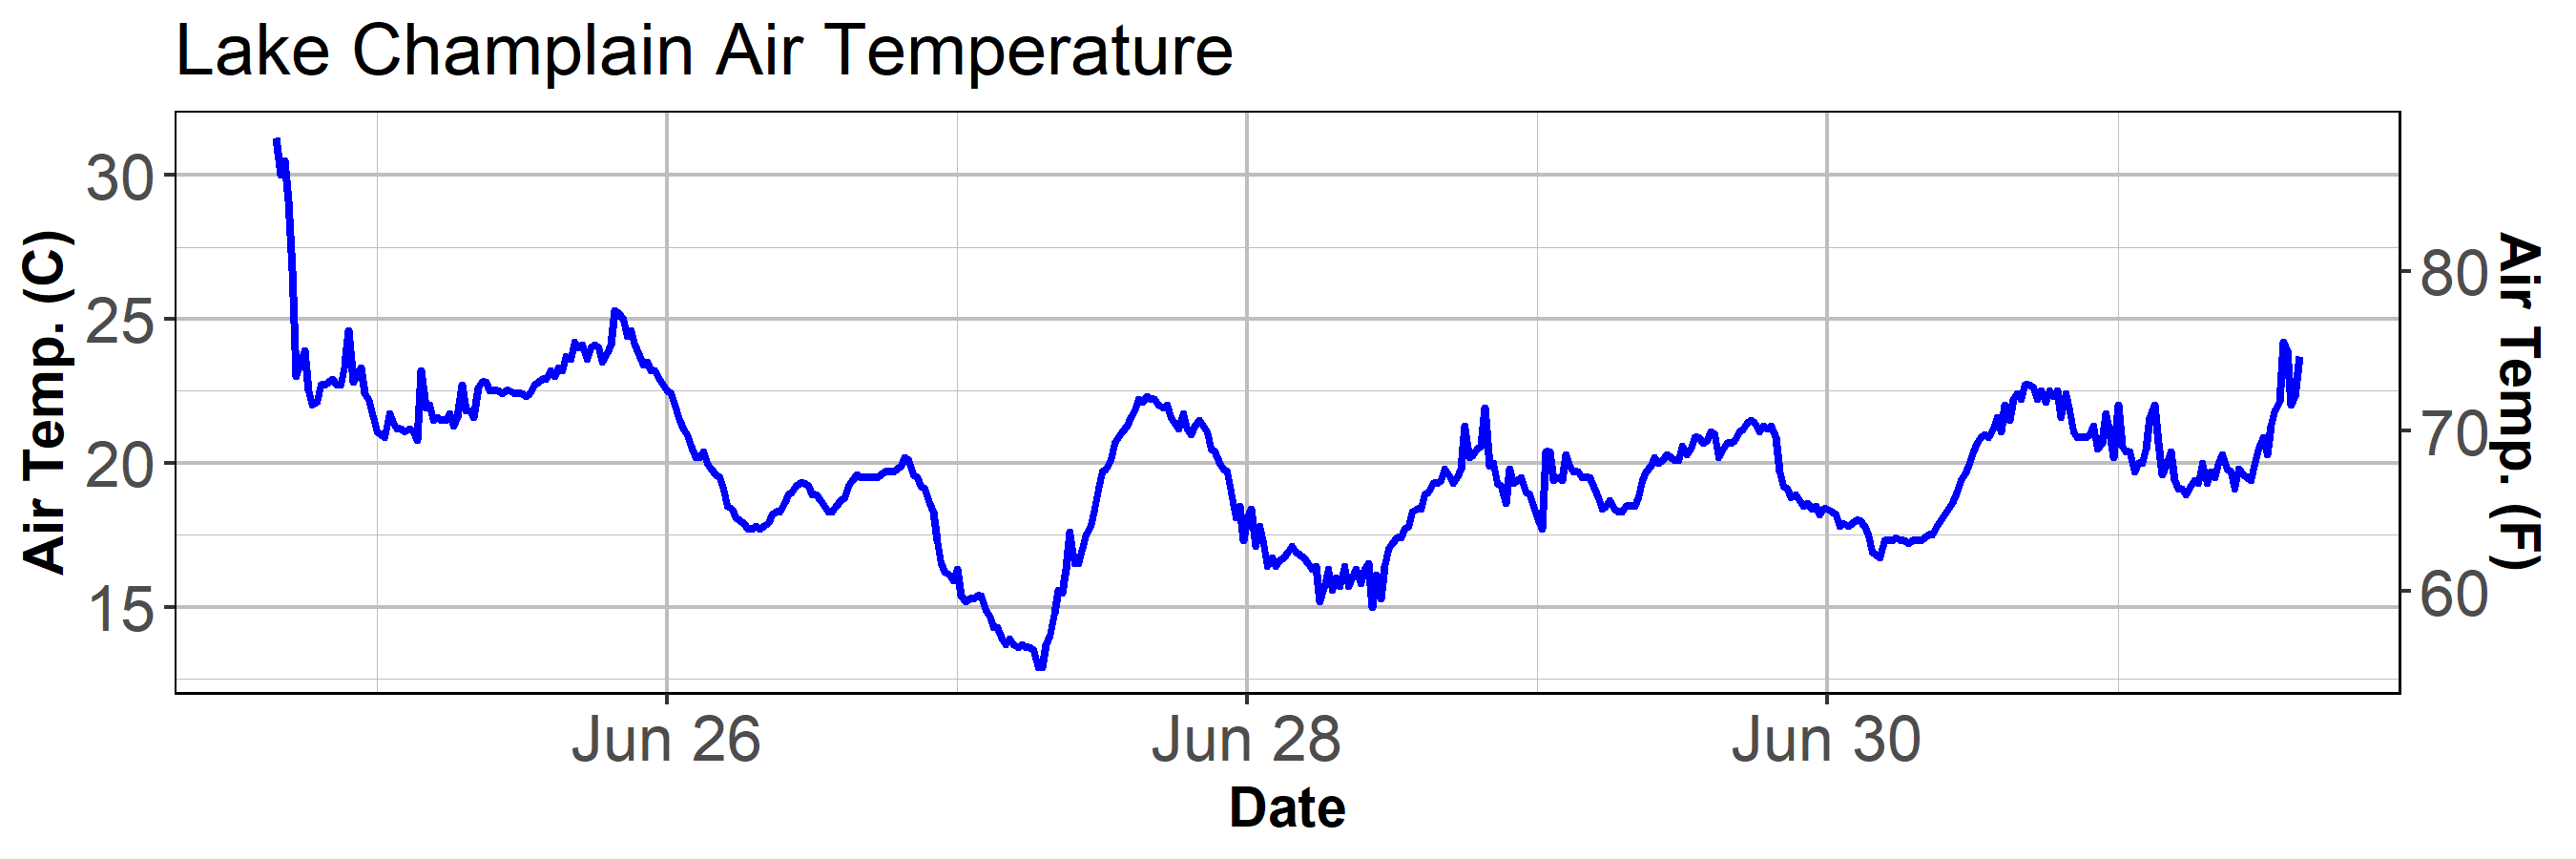 Lake Champlain Air Temperature
Air Temp. (C)
30
25
20
15
80
70
60
Air Temp. (F)
Jun 26 Jun 28 Jun 30
Date